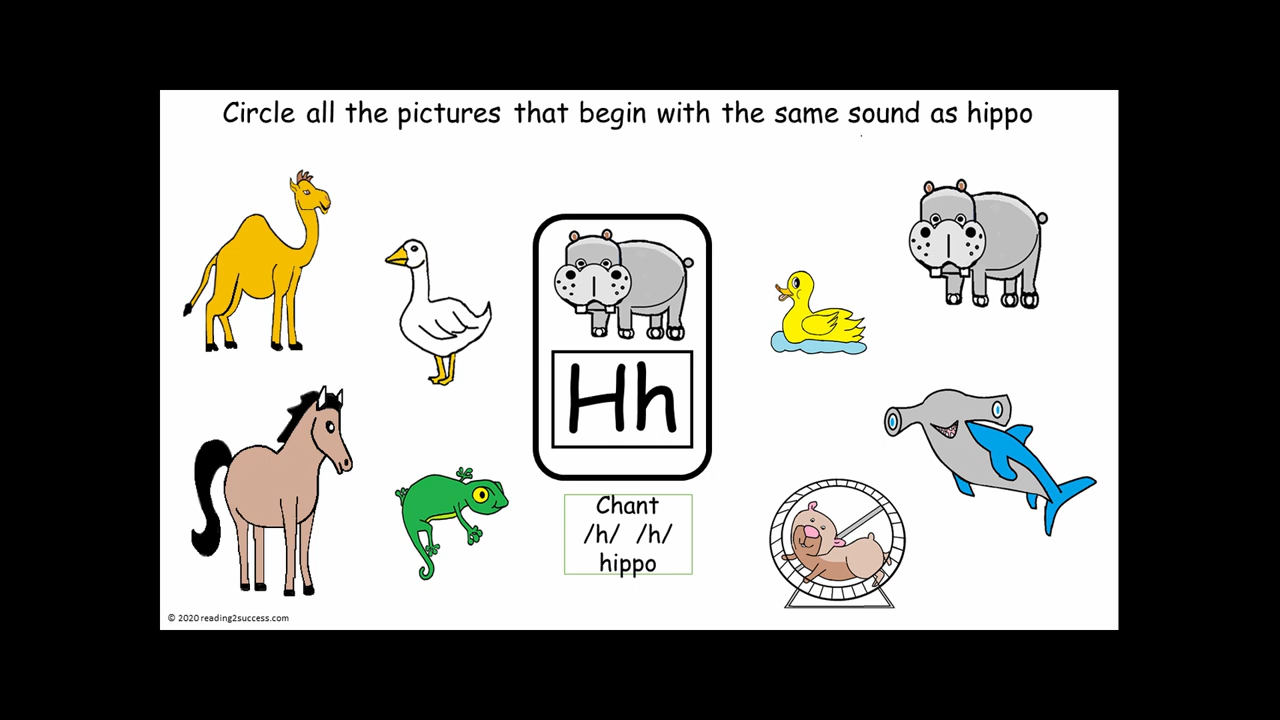 Circle all the pictures that begin with the same sound as hippo
Hh
Chant
/h/ /h/
hippo
© 2020 reading2success.com